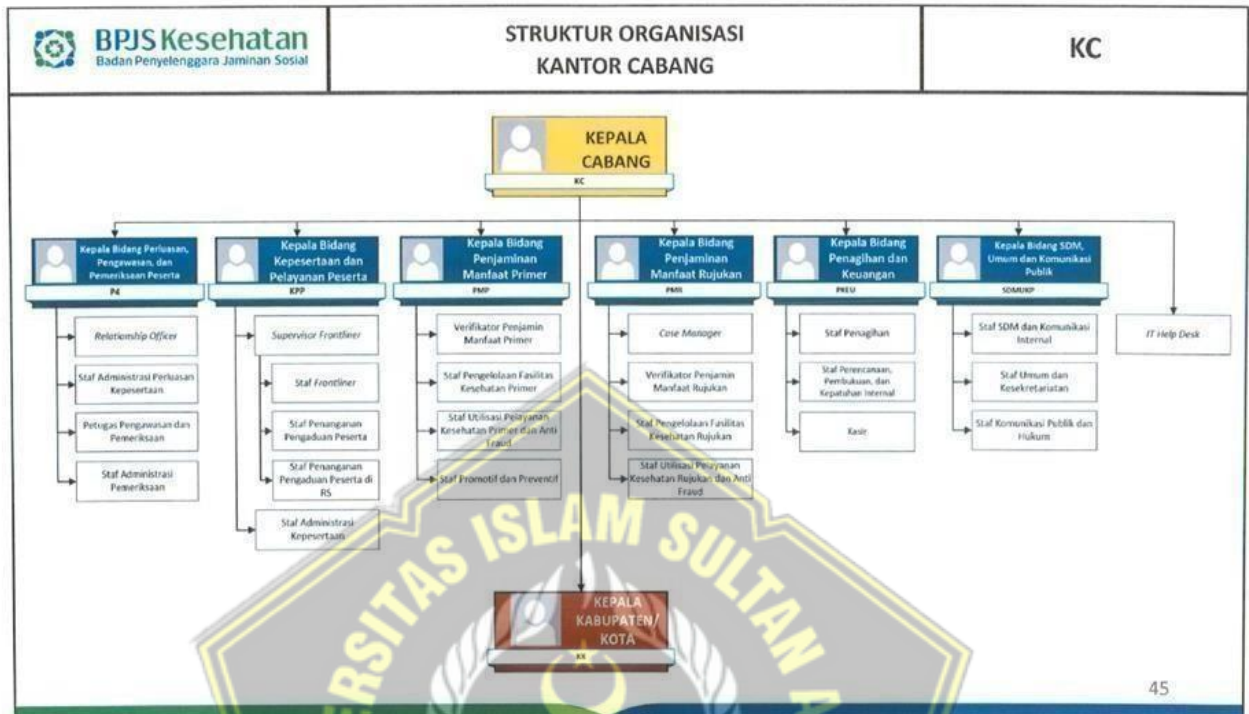 BPJS Kesehatan
Badan Penyelenggara Jaminan Sosial
STRUKTUR ORGANISASI
KANTOR CABANG
KC
KEPALA
CABANG
KC
Kepala Bidang Perluasan,
Pengawasan, dan
Pemeriksaan Peserta
P4
Relationship Officer
Staf Administrasi Perluasan
Kepesertaan
Petugas Pengawasan dan
Pemeriksaan
Staf Administrasi
Pemeriksaan
Kepala Bidang
Kepesertaan dan
Pelayanan Peserta
KPP
Supervisor Frontliner
Staf Frontliner
Staf Penanganan
Pengaduan Peserta
Staf Penanganan
Pengaduan Peserta di
RS
Staf Administrasi
Kepesertaan
Kepala Bidang
Penjaminan
Manfaat Primer
PMP
Verifikator Penjamin
Manfaat Primer
Staf Pengelolaan Fasilitas
Kesehatan Primer
Staf Utilisasi Pelayanan
Kesehatan Primer dan Anti
Fraud
Staf Promotif dan Preventif
Kepala Bidang
Penjaminan
Manfaat Rujukan
PMR
Case Manager
Verifikator Penjamin
Manfaat Rujukan
Staf Pengelolaan Fasilitas
Kesehatan Rujukan
Staf Utilisasi Pelayanan
Kesehatan Rujukan dan Anti
Fraud
Kepala Bidang
Penagihan dan
Keuangan
PKEU
Staf Penagihan
Staf Perencanaan,
Pembukuan, dan
Kepatuhan Internal
Kasir
Kepala Bidang SDM,
Umum dan Komunikasi
Publik
SDMUKP
Staf SDM dan Komunikasi
Internal
Staf Umum dan
Kesekretariatan
Staf Komunikasi Publik dan
Hukum
IT Help Desk
KEPALA
KABUPATEN/
KOTA
KK
ERSITAS ISLAM SULTAN A
45